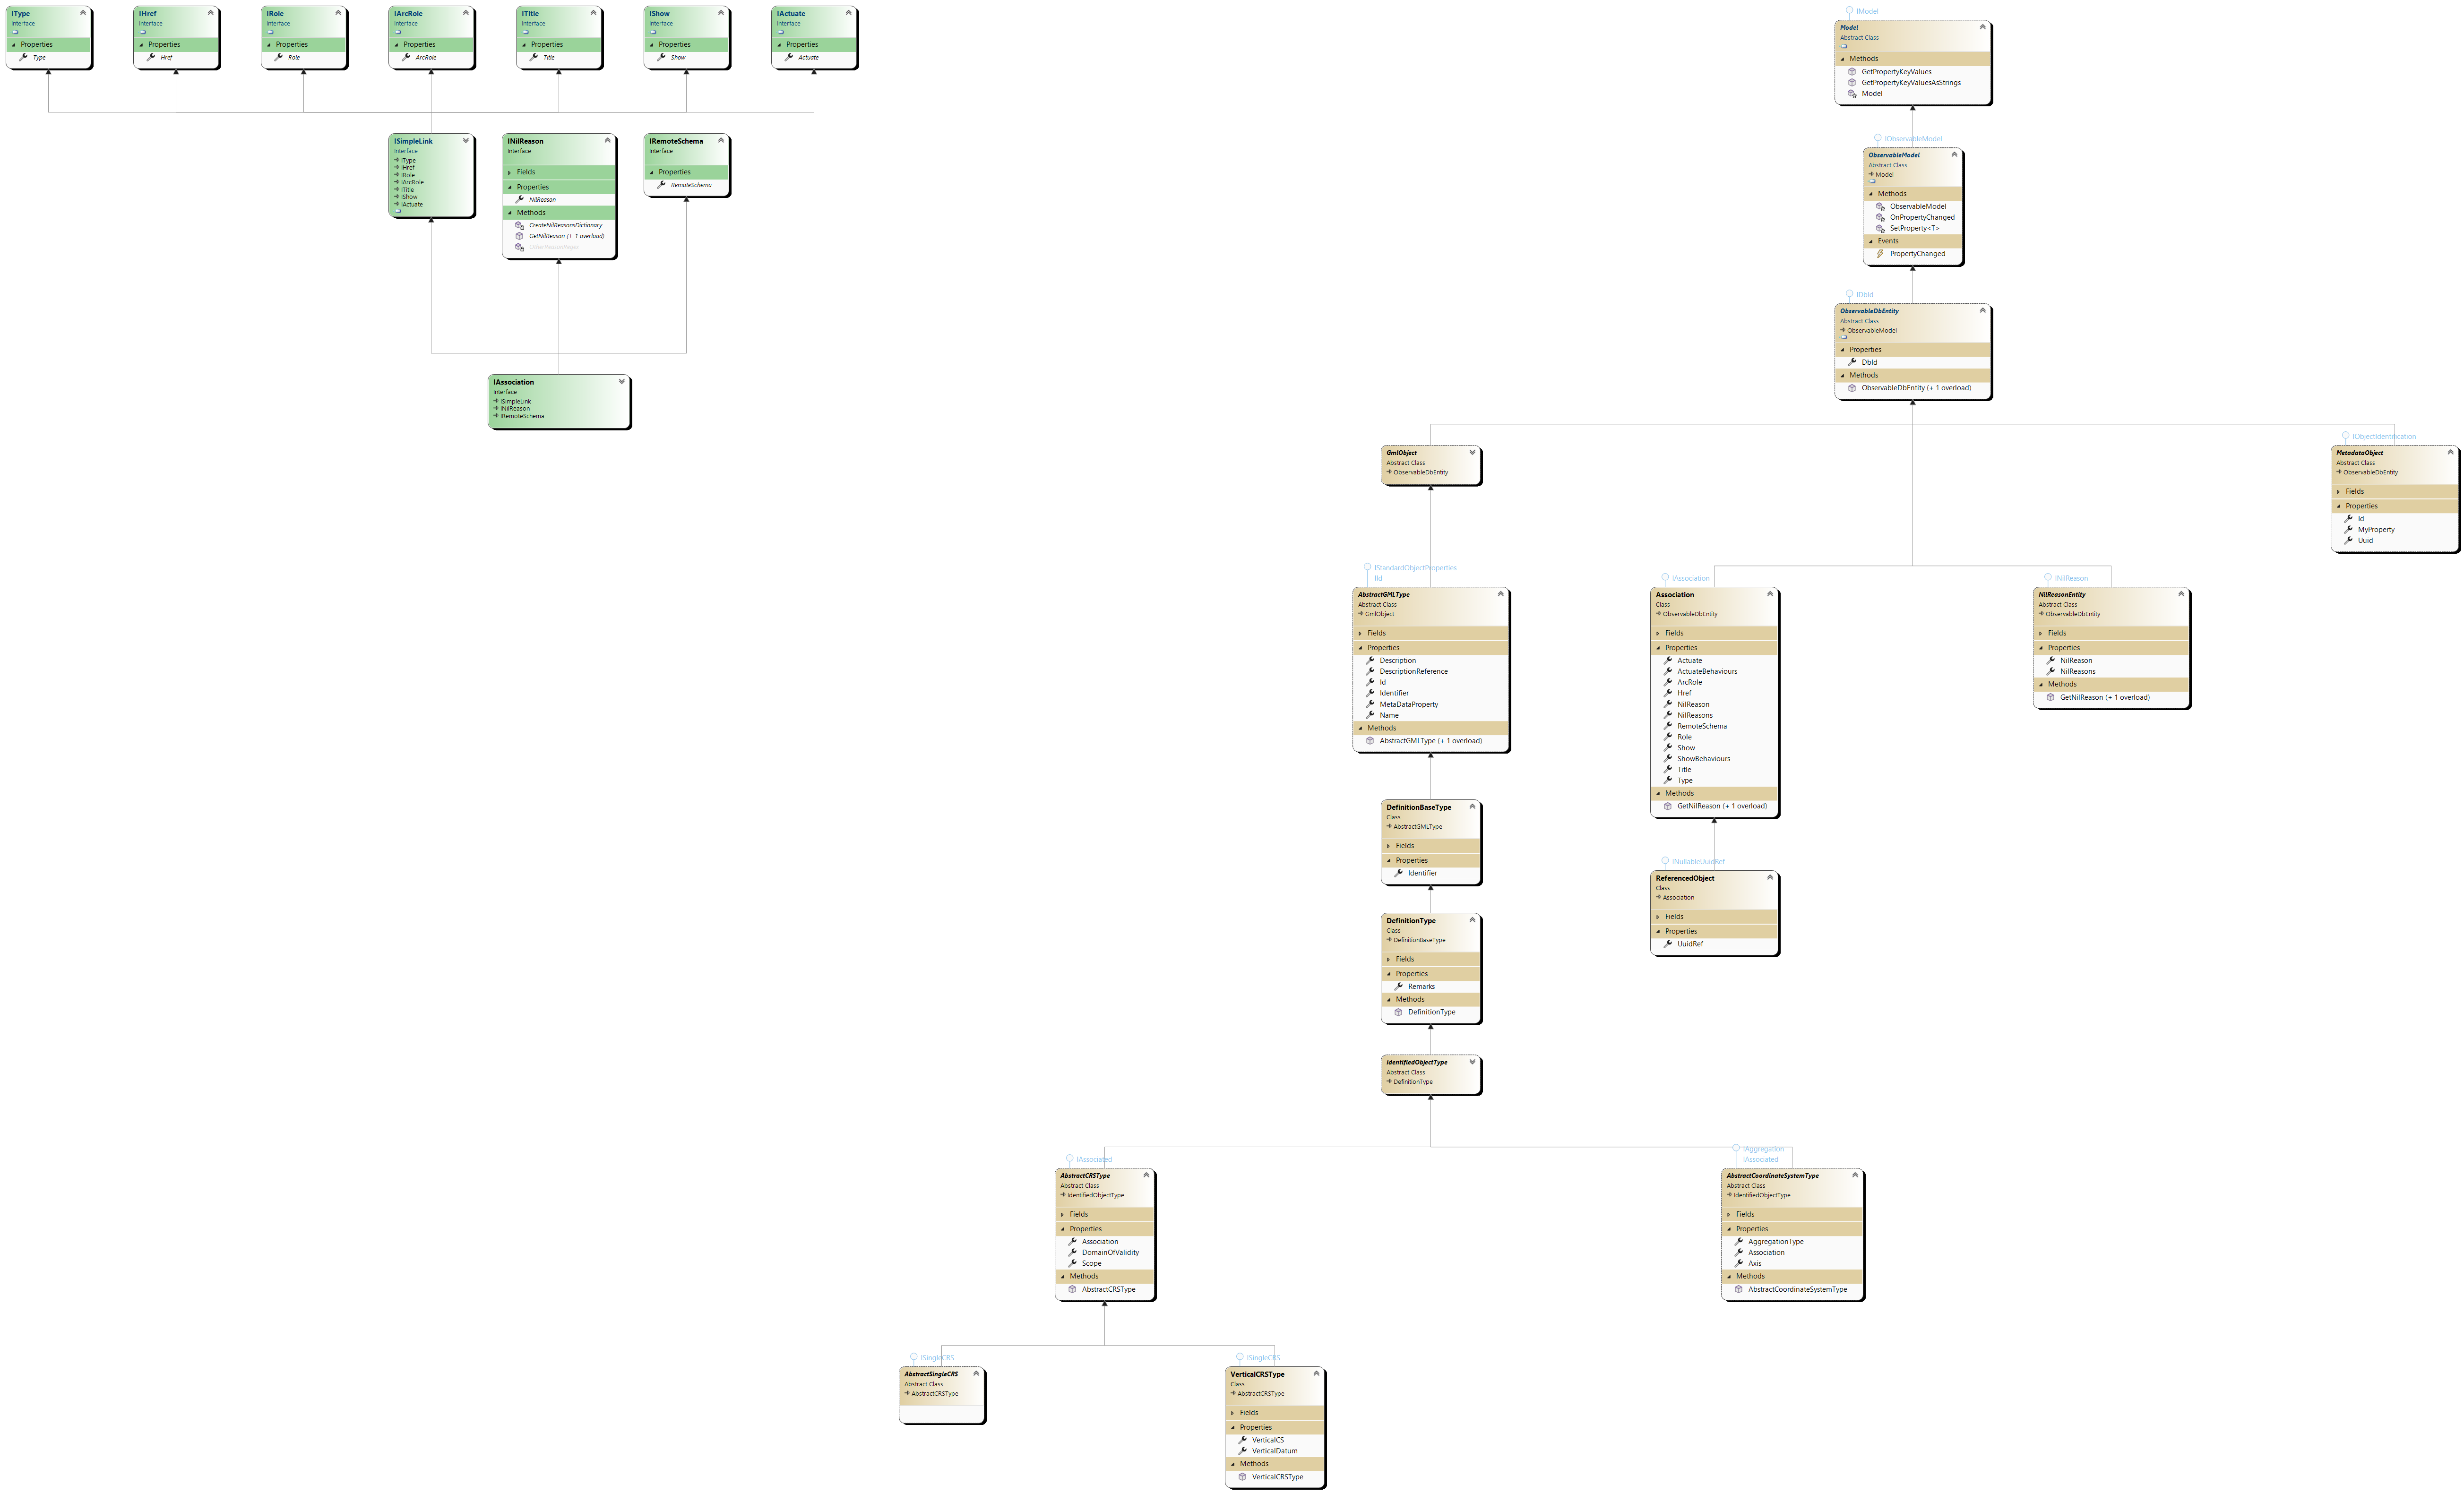 IType
Interface
Properties
Type
IHref
Interface
Properties
Href
IRole
Interface
Properties
Role
IArcRole
Interface
Properties
ArcRole
ITitle
Interface
Properties
Title
IShow
Interface
Properties
Show
IActuate
Interface
Properties
Actuate
ISimpleLink
Interface
IType
IHref
IRole
IArcRole
ITitle
IShow
IActuate
INilReason
Interface
Fields
Properties
NilReason
Methods
CreateNilReasonsDictionary
GetNilReason (+ 1 overload)
IRemoteSchema
Interface
Properties
RemoteSchema
IAssociation
Interface
ISimpleLink
INilReason
IRemoteSchema
IModel
Model
Abstract Class
Methods
GetPropertyKeyValues
GetPropertyKeyValuesAsStrings
Model
IObservableModel
ObservableModel
Abstract Class
Model
Methods
ObservableModel
OnPropertyChanged
SetProperty<T>
Events
PropertyChanged
IDbId
ObservableDbEntity
Abstract Class
ObservableModel
Properties
DbId
Methods
ObservableDbEntity (+ 1 overload)
GmlObject
Abstract Class
ObservableDbEntity
IObjectIdentification
MetadataObject
Abstract Class
ObservableDbEntity
Fields
Properties
Id
MyProperty
Uuid
IStandardObjectProperties
IId
AbstractGMLType
Abstract Class
GmlObject
Fields
Properties
Description
DescriptionReference
Id
Identifier
MetaDataProperty
Name
Methods
AbstractGMLType (+ 1 overload)
IAssociation
Association
Class
ObservableDbEntity
Fields
Properties
Actuate
ActuateBehaviours
ArcRole
Href
NilReason
NilReasons
RemoteSchema
Role
Show
ShowBehaviours
Title
Type
Methods
GetNilReason (+ 1 overload)
INilReason
NilReasonEntity
Abstract Class
ObservableDbEntity
Fields
Properties
NilReason
NilReasons
Methods
GetNilReason (+ 1 overload)
DefinitionBaseType
Class
AbstractGMLType
Fields
Properties
Identifier
INullableUuidRef
ReferencedObject
Class
Association
Fields
Properties
UuidRef
DefinitionType
Class
DefinitionBaseType
Fields
Properties
Remarks
Methods
DefinitionType
IdentifiedObjectType
Abstract Class
DefinitionType
IAssociated
AbstractCRSType
Abstract Class
IdentifiedObjectType
Fields
Properties
Association
DomainOfValidity
Scope
Methods
AbstractCRSType
IAggregation
IAssociated
AbstractCoordinateSystemType
Abstract Class
IdentifiedObjectType
Fields
Properties
AggregationType
Association
Axis
Methods
AbstractCoordinateSystemType
ISingleCRS
AbstractSingleCRS
Abstract Class
AbstractCRSType
ISingleCRS
VerticalCRSType
Class
AbstractCRSType
Fields
Properties
VerticalCS
VerticalDatum
Methods
VerticalCRSType